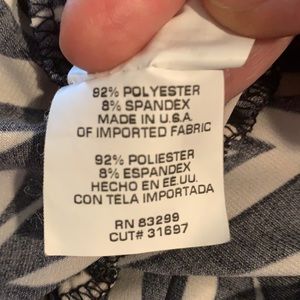 92% POLYESTER
8% SPANDEX
MADE IN U.S.A.
OF IMPORTED FABRIC
92% POLIESTER
8% ESPANDEX
HECHO EN EE.UU.
CON TELA IMPORTADA
RN 83299
CUT# 31697